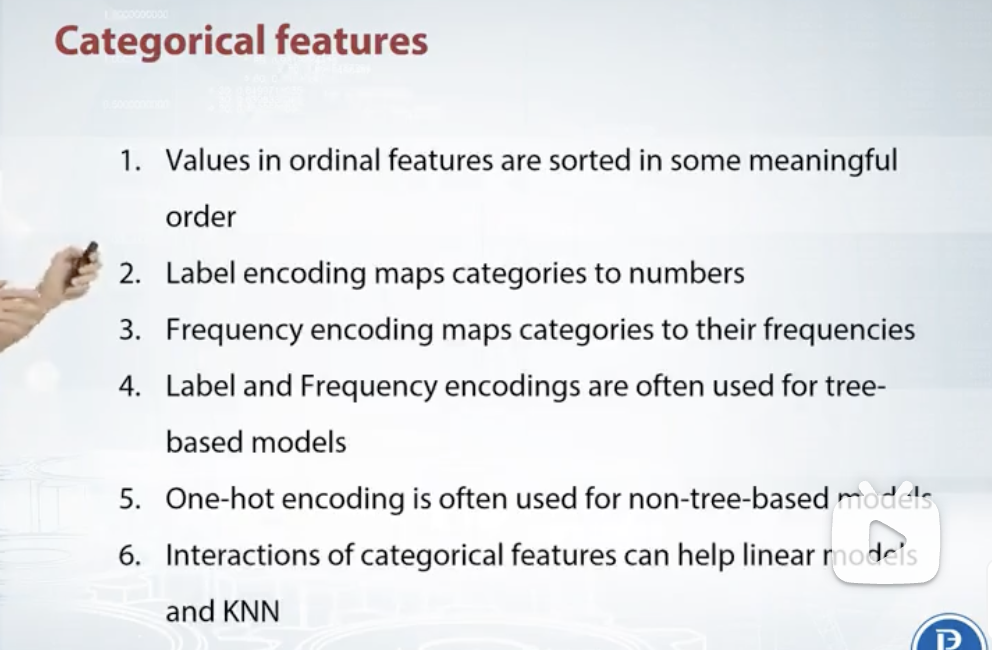 Categorical features
1. Values in ordinal features are sorted in some meaningful
order
2. Label encoding maps categories to numbers
3. Frequency encoding maps categories to their frequencies
4. Label and Frequency encodings are often used for tree-
based models
5. One-hot encoding is often used for non-tree-based models
6. Interactions of categorical features can help linear models
and KNN